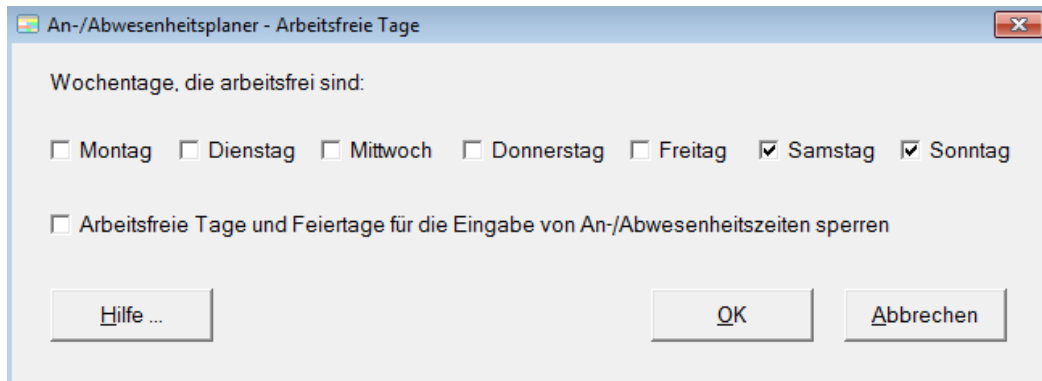 An-/Abwesenheitsplaner - Arbeitsfreie Tage
Wochentage, die arbeitsfrei sind:
Montag Dienstag Mittwoch Donnerstag Freitag Samstag Sonntag
Arbeitsfreie Tage und Feiertage für die Eingabe von An-/Abwesenheitszeiten sperren
Hilfe ... OK Abbrechen